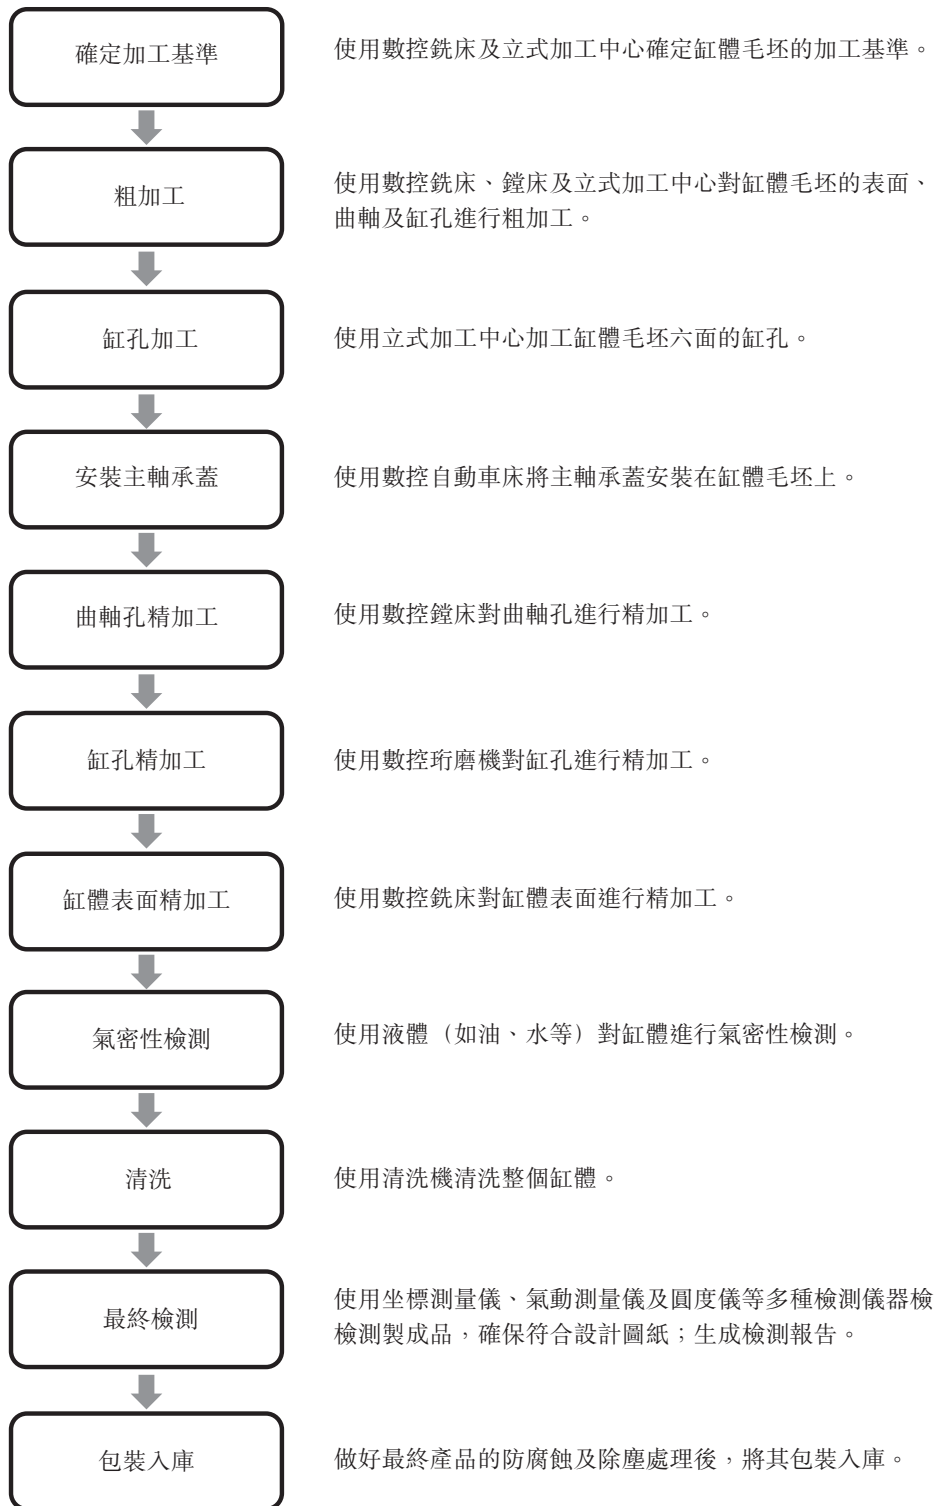 確定加工基準
使用數控銑床及立式加工中心確定缸體毛坯的加工基準。
粗加工
使用數控銑床、鏜床及立式加工中心對缸體毛坯的表面、
曲軸及缸孔進行粗加工。
缸孔加工
使用立式加工中心加工缸體毛坯六面的缸孔。
安裝主軸承蓋
使用數控自動車床將主軸承蓋安裝在缸體毛坯上。
曲軸孔精加工
使用數控鏜床對曲軸孔進行精加工。
缸孔精加工
使用數控珩磨機對缸孔進行精加工。
缸體表面精加工
使用數控銑床對缸體表面進行精加工。
氣密性檢測
使用液體（如油、水等）對缸體進行氣密性檢測。
清洗
使用清洗機清洗整個缸體。
最終檢測
使用坐標測量儀、氣動測量儀及圓度儀等多種檢測儀器檢
檢測製成品，確保符合設計圖紙；生成檢測報告。
包裝入庫
做好最終產品的防腐蝕及除塵處理後，將其包裝入庫。